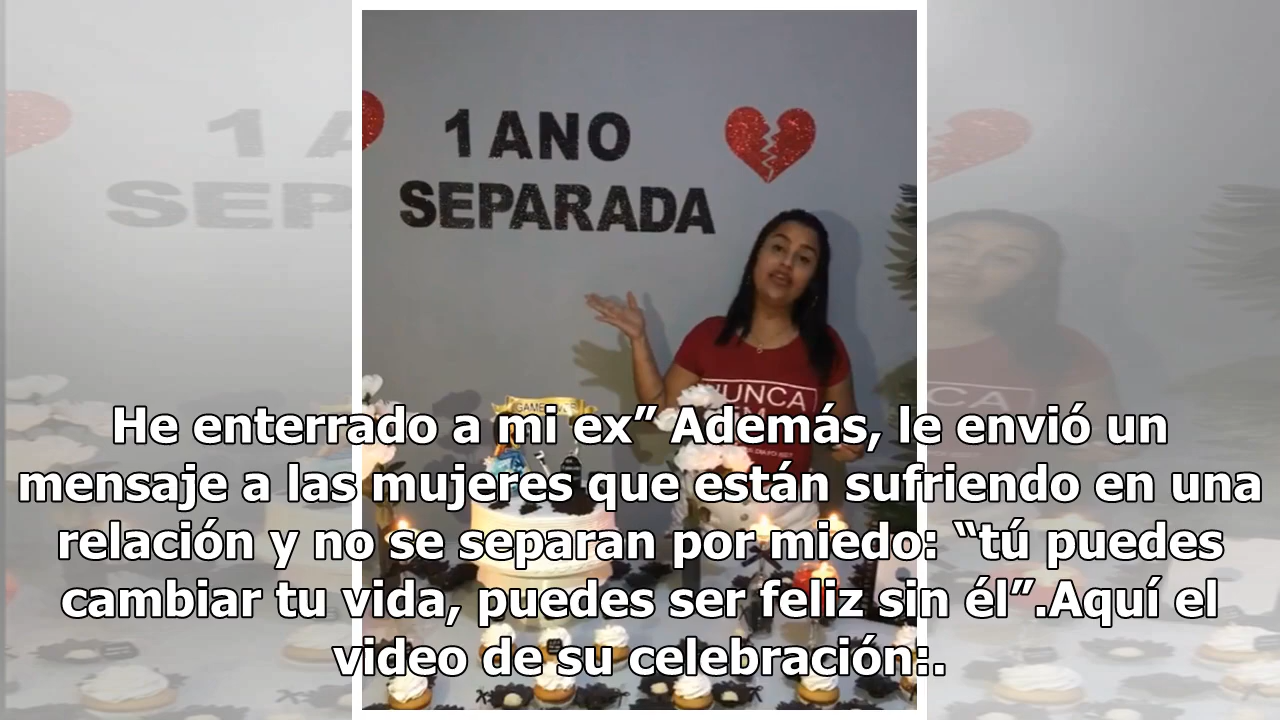 1 ANO
SEPARADA
GAME
He enterrado a mi ex” Además, le envió un
mensaje a las mujeres que están sufriendo en una
relación y no se separan por miedo: “tú puedes
cambiar tu vida, puedes ser feliz sin él”.Aquí el
video de su celebración:.